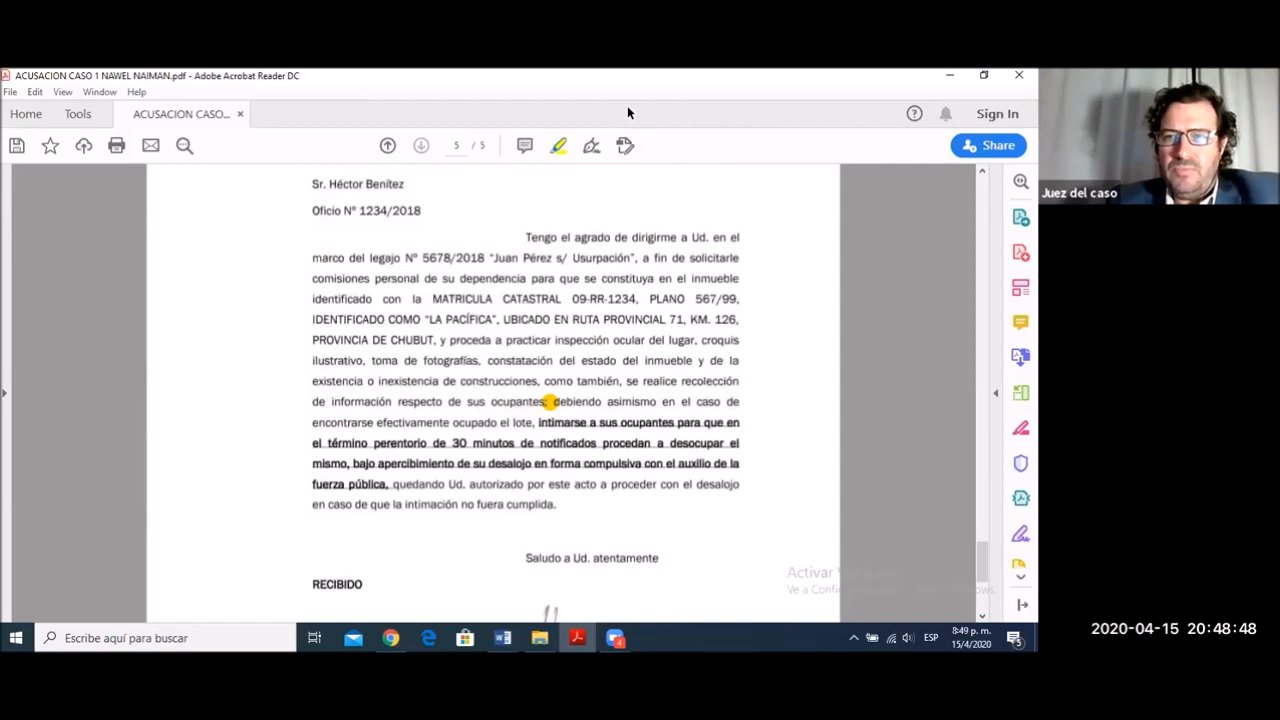 ACUSACION CASO 1 NAWEL NAIMAN.pdf - Adobe Acrobat Reader DC
File Edit View Window Help
Home Tools ACUSACION CASO... × Sign In
5 / 5 Share
Juez del caso
Sr. Héctor Benítez
Oficio Nº 1234/2018
Tengo el agrado de dirigirme a Ud. en el
marco del legajo Nº 5678/2018 “Juan Pérez s/ Usurpación”, a fin de solicitarle
comisiones personal de su dependencia para que se constituya en el inmueble
identificado con la MATRICULA CATASTRAL 09-RR-1234, PLANO 567/99,
IDENTIFICADO COMO “LA PACÍFICA”, UBICADO EN RUTA PROVINCIAL 71, KM. 126,
PROVINCIA DE CHUBUT, y proceda a practicar inspección ocular del lugar, croquis
ilustrativo, toma de fotografías, constatación del estado del inmueble y de la
existencia o inexistencia de construcciones, como también, se realice recolección
de información respecto de sus ocupantes; debiendo asimismo en el caso de
encontrarse efectivamente ocupado el lote, intimarse a sus ocupantes para que en
el término perentorio de 30 minutos de notificados procedan a desocupar el
mismo, bajo apercibimiento de su desalojo en forma compulsiva con el auxilio de la
fuerza pública, quedando Ud. autorizado por este acto a proceder con el desalojo
en caso de que la intimación no fuera cumplida.
Saludo a Ud. atentamente
RECIBIDO
Activar
Ve a
Escribe aquí para buscar
ESP
8:49 p. m.
15/4/2020
2020-04-15 20:48:48